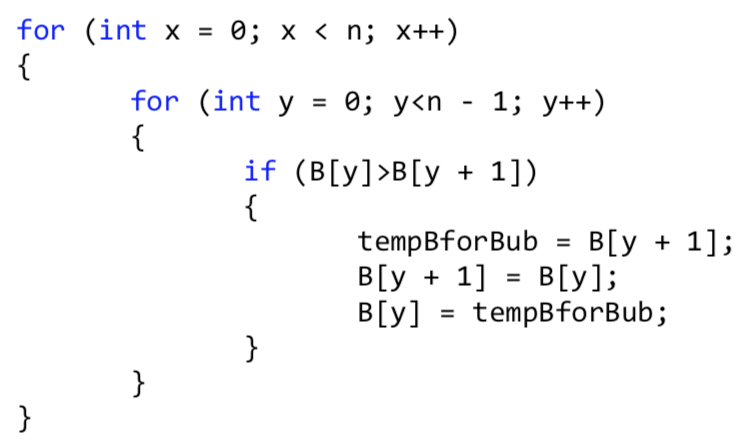 for (int x = 0; x < n; x++)
{
for (int y = 0; y<n - 1; y++)
{
if (B[y]>B[y + 1])
{
tempBforBub = B[y + 1];
B[y + 1] = B[y];
B[y] = tempBforBub;
}
}
}